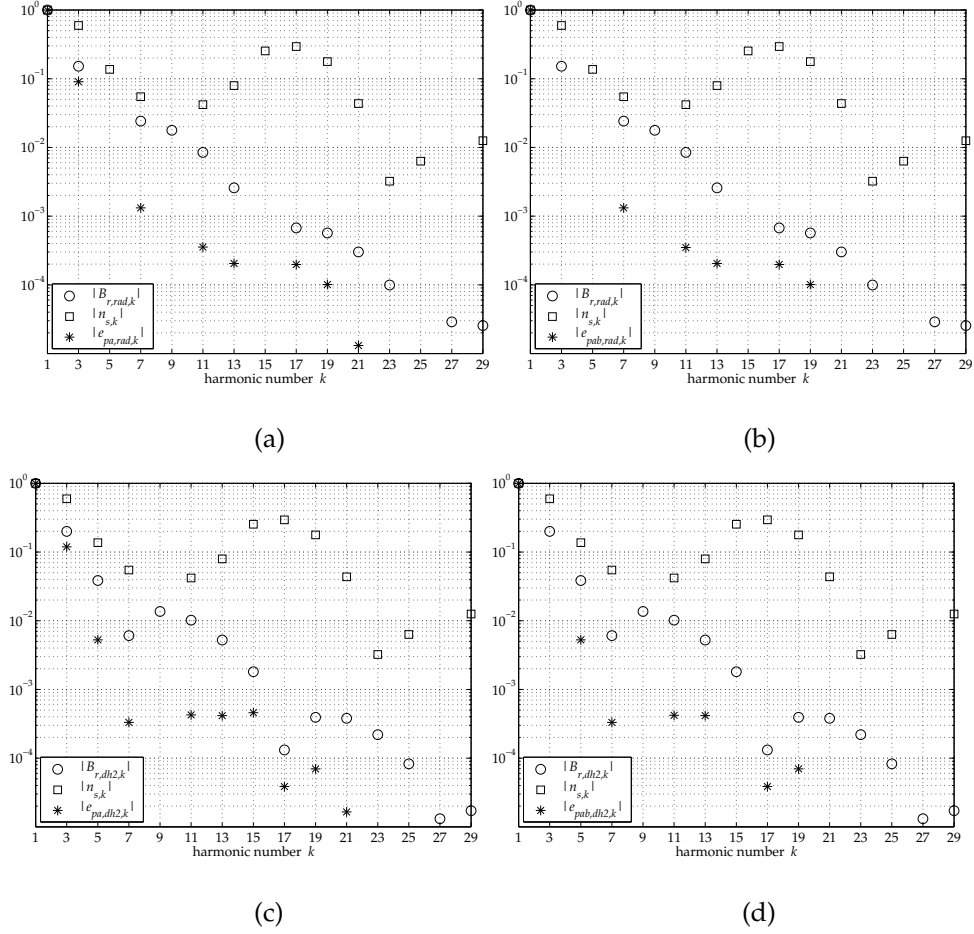 10^0
10^-1
10^-2
10^-3
10^-4
|B_r,rad,k|
|n_s,k|
|e_pa,rad,k|
1 3 5 7 9 11 13 15 17 19 21 23 25 27 29
harmonic number k
(a)
10^0
10^-1
10^-2
10^-3
10^-4
|B_r,rad,k|
|n_s,k|
|e_pab,rad,k|
1 3 5 7 9 11 13 15 17 19 21 23 25 27 29
harmonic number k
(b)
10^0
10^-1
10^-2
10^-3
10^-4
|B_r,dh2,k|
|n_s,k|
|e_pa,dh2,k|
1 3 5 7 9 11 13 15 17 19 21 23 25 27 29
harmonic number k
(c)
10^0
10^-1
10^-2
10^-3
10^-4
|B_r,dh2,k|
|n_s,k|
|e_pab,dh2,k|
1 3 5 7 9 11 13 15 17 19 21 23 25 27 29
harmonic number k
(d)